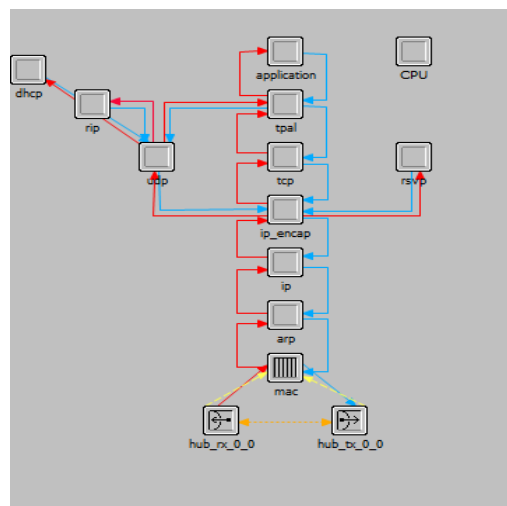 application
CPU
dhcp
rip
tpal
udp
tcp
rsvp
ip_encap
ip
arp
mac
hub_rx_0_0
hub_tx_0_0